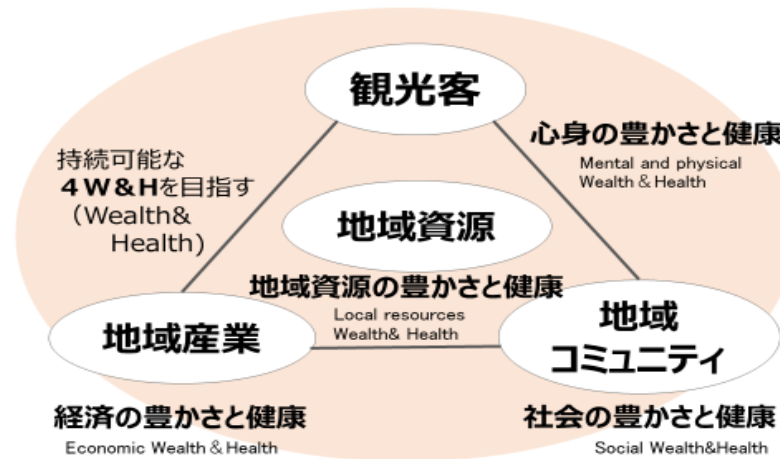 観光客
心身の豊かさと健康
Mental and physical
Wealth & Health
持続可能な
4W&Hを目指す
(Wealth&
Health)
地域資源
地域資源の豊かさと健康
Local resources
Wealth& Health
地域産業
経済の豊かさと健康
Economic Wealth & Health
地域
コミュニティ
社会の豊かさと健康
Social Wealth&Health